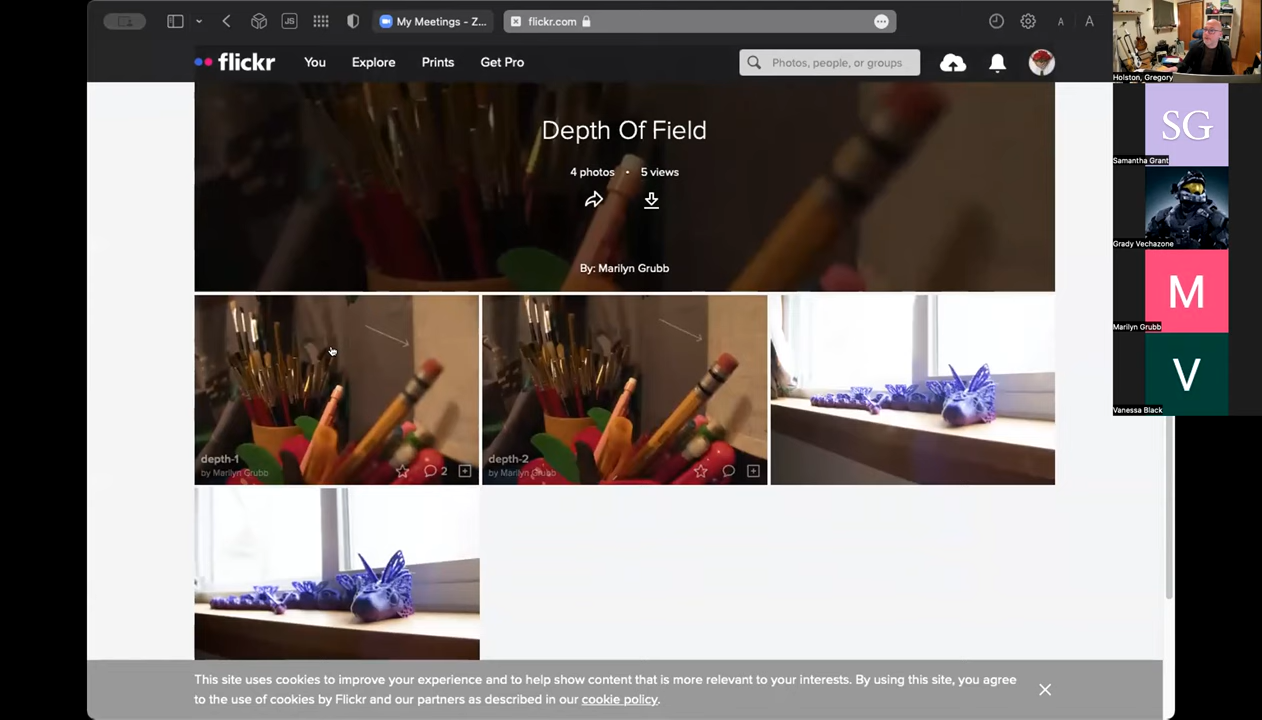 My Meetings - Z...
flickr.com
A
A
JS
flickr
You
Explore
Prints
Get Pro
Photos, people, or groups
Depth Of Field
4 photos • 5 views
By: Marilyn Grubb
depth-1
by Marilyn Grubb
2
depth-2
by Marilyn Grubb
This site uses cookies to improve your experience and to help show content that is more relevant to your interests. By using this site, you agree
to the use of cookies by Flickr and our partners as described in our cookie policy.
Holston, Gregory
SG
Samantha Grant
Grady Vechazone
M
Marilyn Grubb
V
Vanessa Black